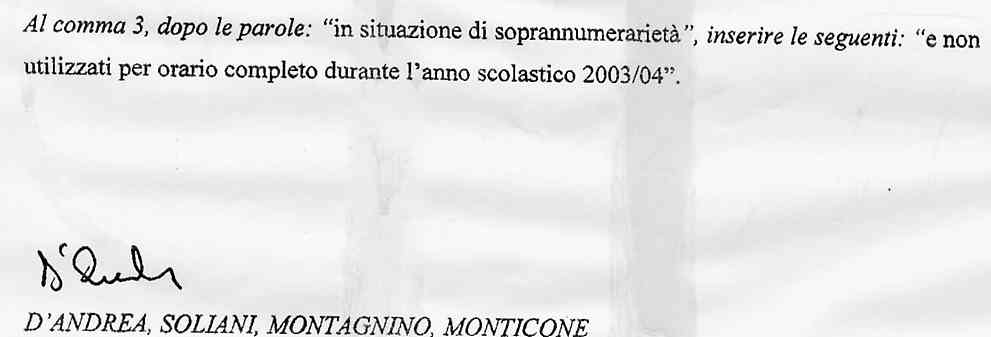 Al comma 3, dopo le parole: “in situazione di soprannumerarietà”, inserire le seguenti: “e non
utilizzati per orario completo durante l’anno scolastico 2003/04”.
D'Andrea
D’ANDREA, SOLIANI, MONTAGNINO, MONTICONE